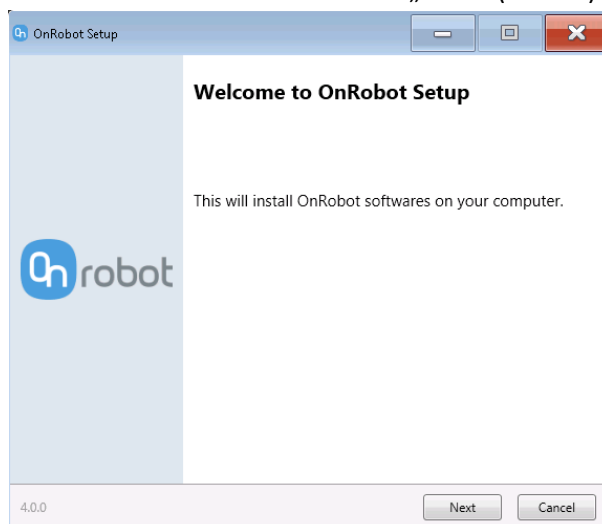 OnRobot Setup
Welcome to OnRobot Setup
This will install OnRobot softwares on your computer.
On robot
4.0.0
Next
Cancel